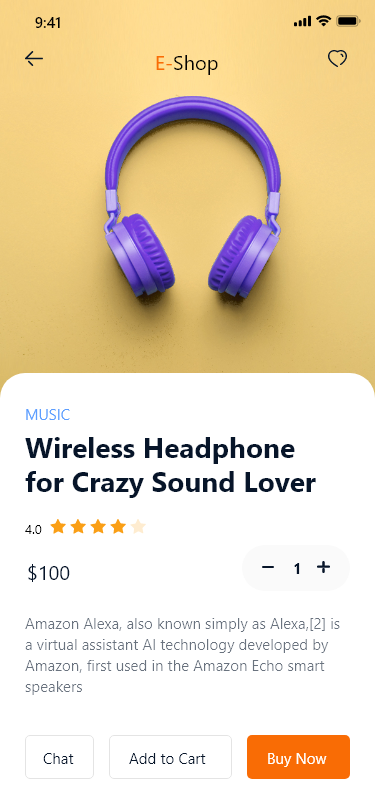 9:41
E-Shop
MUSIC
Wireless Headphone
for Crazy Sound Lover
4.0
$100
1
Amazon Alexa, also known simply as Alexa,[2] is
a virtual assistant AI technology developed by
Amazon, first used in the Amazon Echo smart
speakers
Chat
Add to Cart
Buy Now